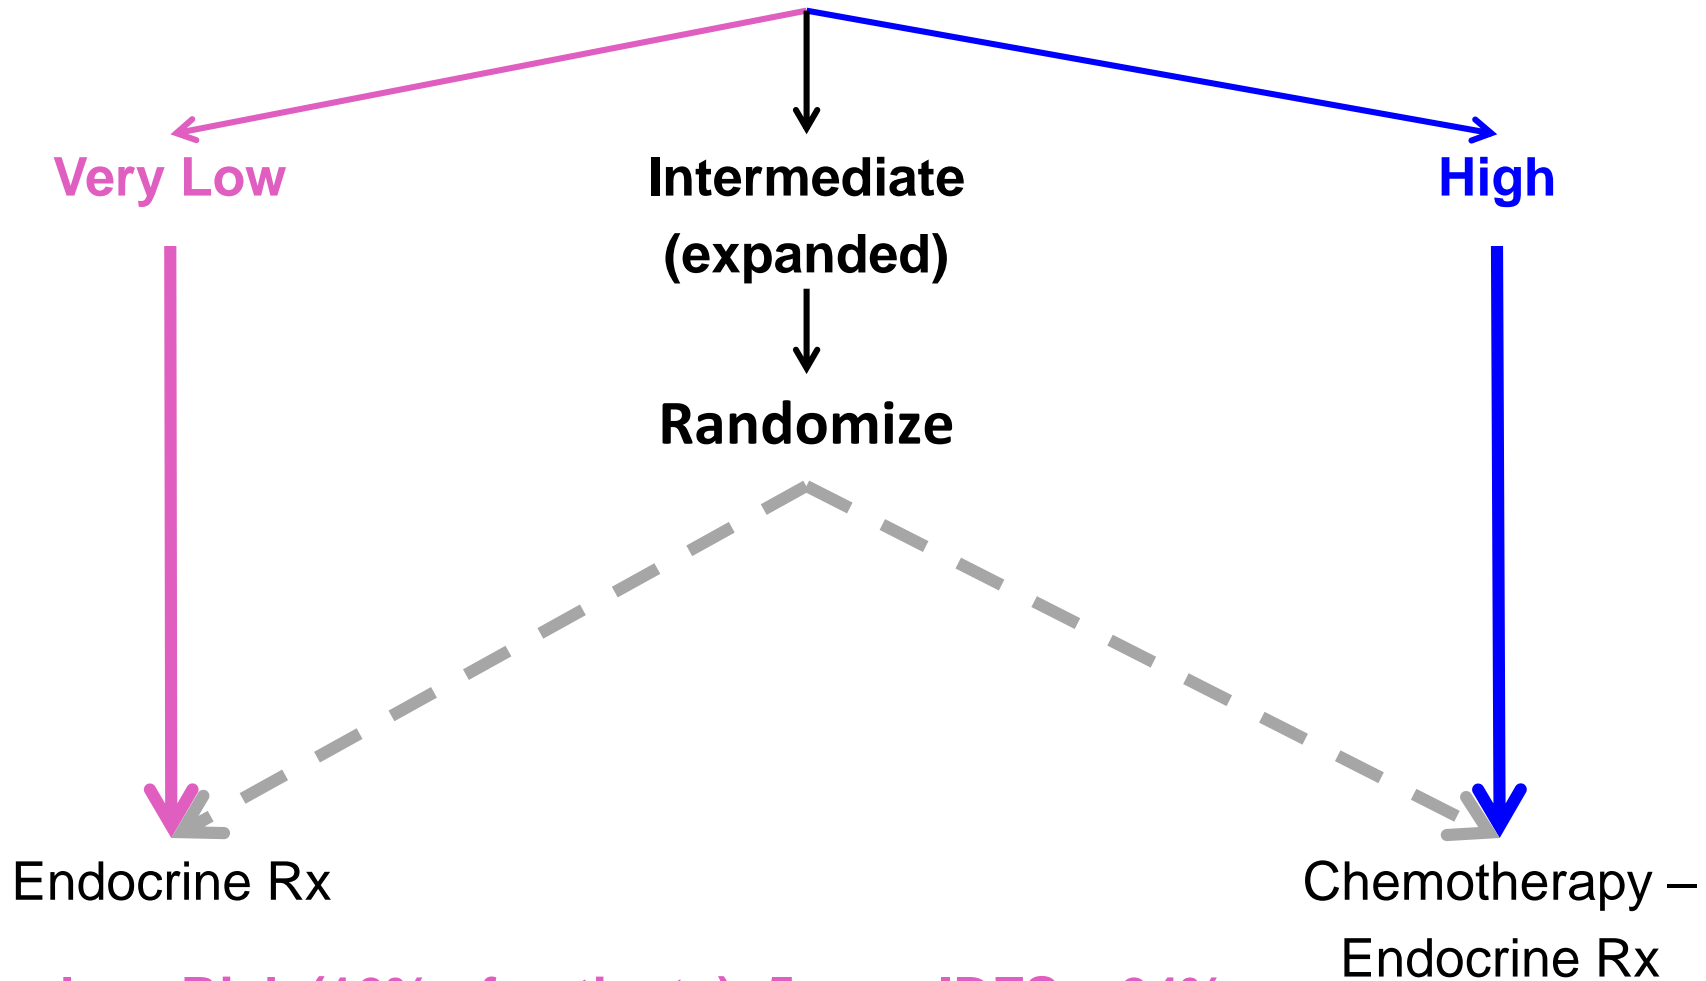 Very Low
Intermediate
(expanded)
High
Randomize
Endocrine Rx
Chemotherapy –
Endocrine Rx